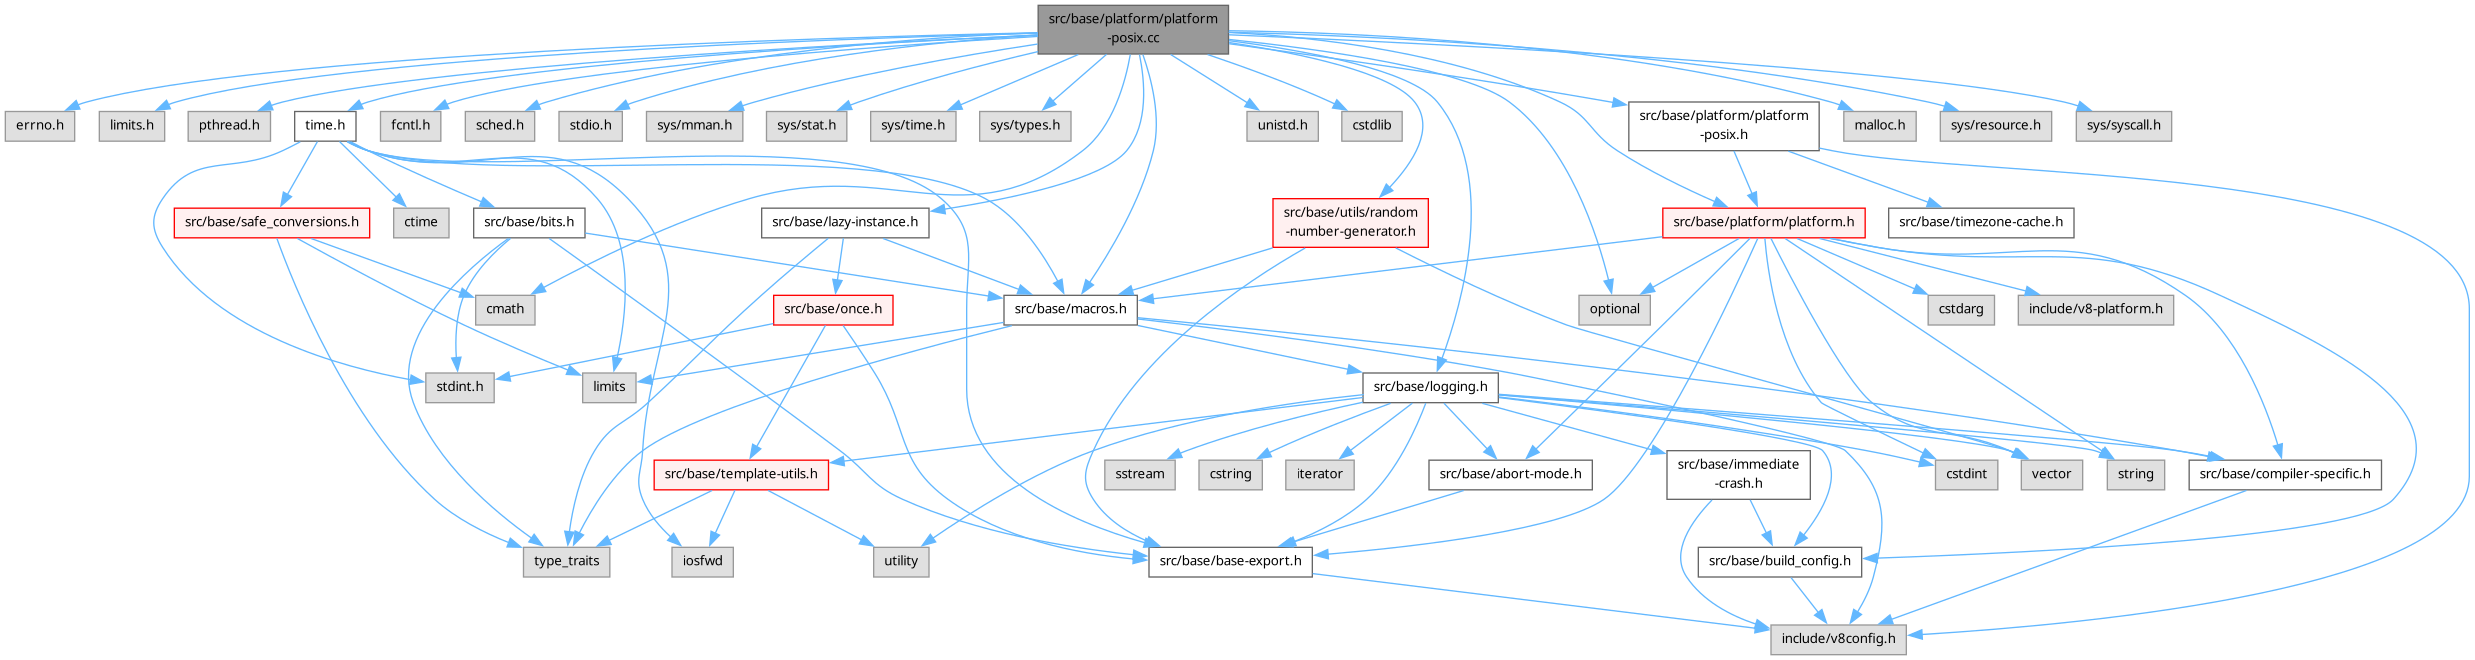 src/base/platform/platform
-posix.cc
errno.h
limits.h
pthread.h
time.h
fcntl.h
sched.h
stdio.h
sys/mman.h
sys/stat.h
sys/time.h
sys/types.h
unistd.h
cstdlib
src/base/platform/platform
-posix.h
malloc.h
sys/resource.h
sys/syscall.h
src/base/safe_conversions.h
ctime
src/base/bits.h
src/base/lazy-instance.h
src/base/utils/random
-number-generator.h
src/base/platform/platform.h
src/base/timezone-cache.h
cmath
src/base/once.h
src/base/macros.h
optional
cstdarg
include/v8-platform.h
stdint.h
limits
src/base/logging.h
src/base/template-utils.h
sstream
cstring
iterator
src/base/abort-mode.h
src/base/immediate
-crash.h
cstdint
vector
string
src/base/compiler-specific.h
type_traits
iosfwd
utility
src/base/base-export.h
src/base/build_config.h
include/v8config.h